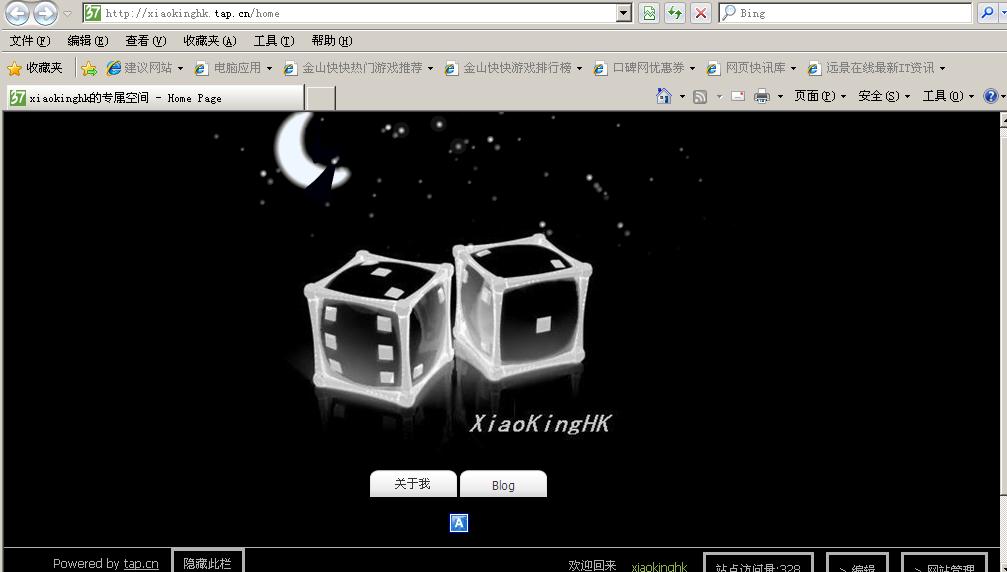 http://xiaokinghk.tap.cn/home
Bing
文件(F) 编辑(E) 查看(V) 收藏夹(A) 工具(T) 帮助(H)
收藏夹 建议网站 电脑应用 金山快快热门游戏推荐 金山快快游戏排行榜 口碑网优惠券 网页快讯库 远景在线最新IT资讯
xiaokinghk的专属空间 - Home Page
页面(P) 安全(S) 工具(O)
XiaoKingHK
关于我 Blog
A
Powered by tap.cn 隐藏此栏 欢迎回来 xiaokinghk 站点访问量:328 > 编辑 > 网站管理